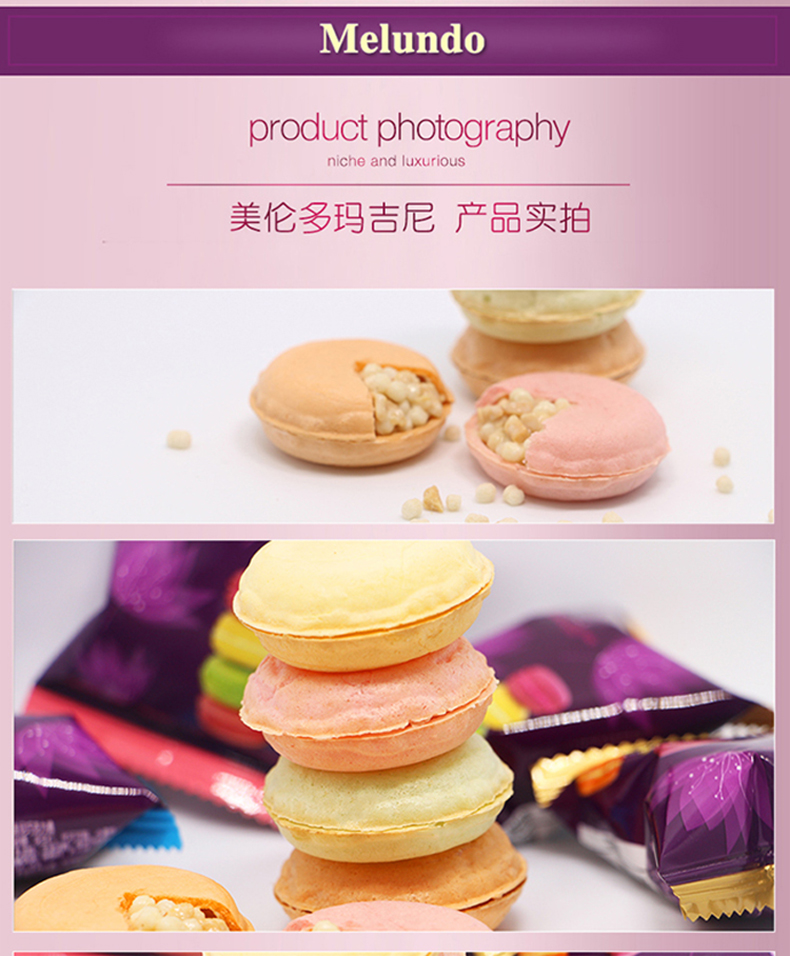 Melundo
product photography
niche and luxurious
美伦多玛吉尼 产品实拍